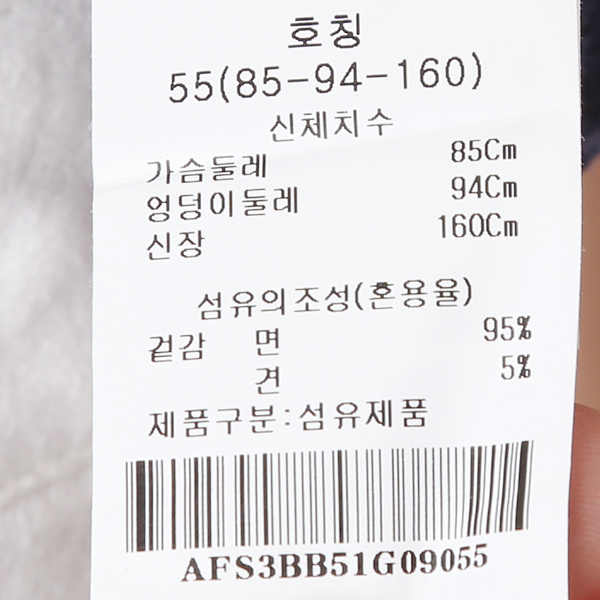 호칭
55(85-94-160)
신체치수
가슴둘레 85Cm
엉덩이둘레 94Cm
신장 160Cm
섬유의조성(혼용율)
겉감 면 95%
견 5%
제품구분:섬유제품
AFS3BB51G09055